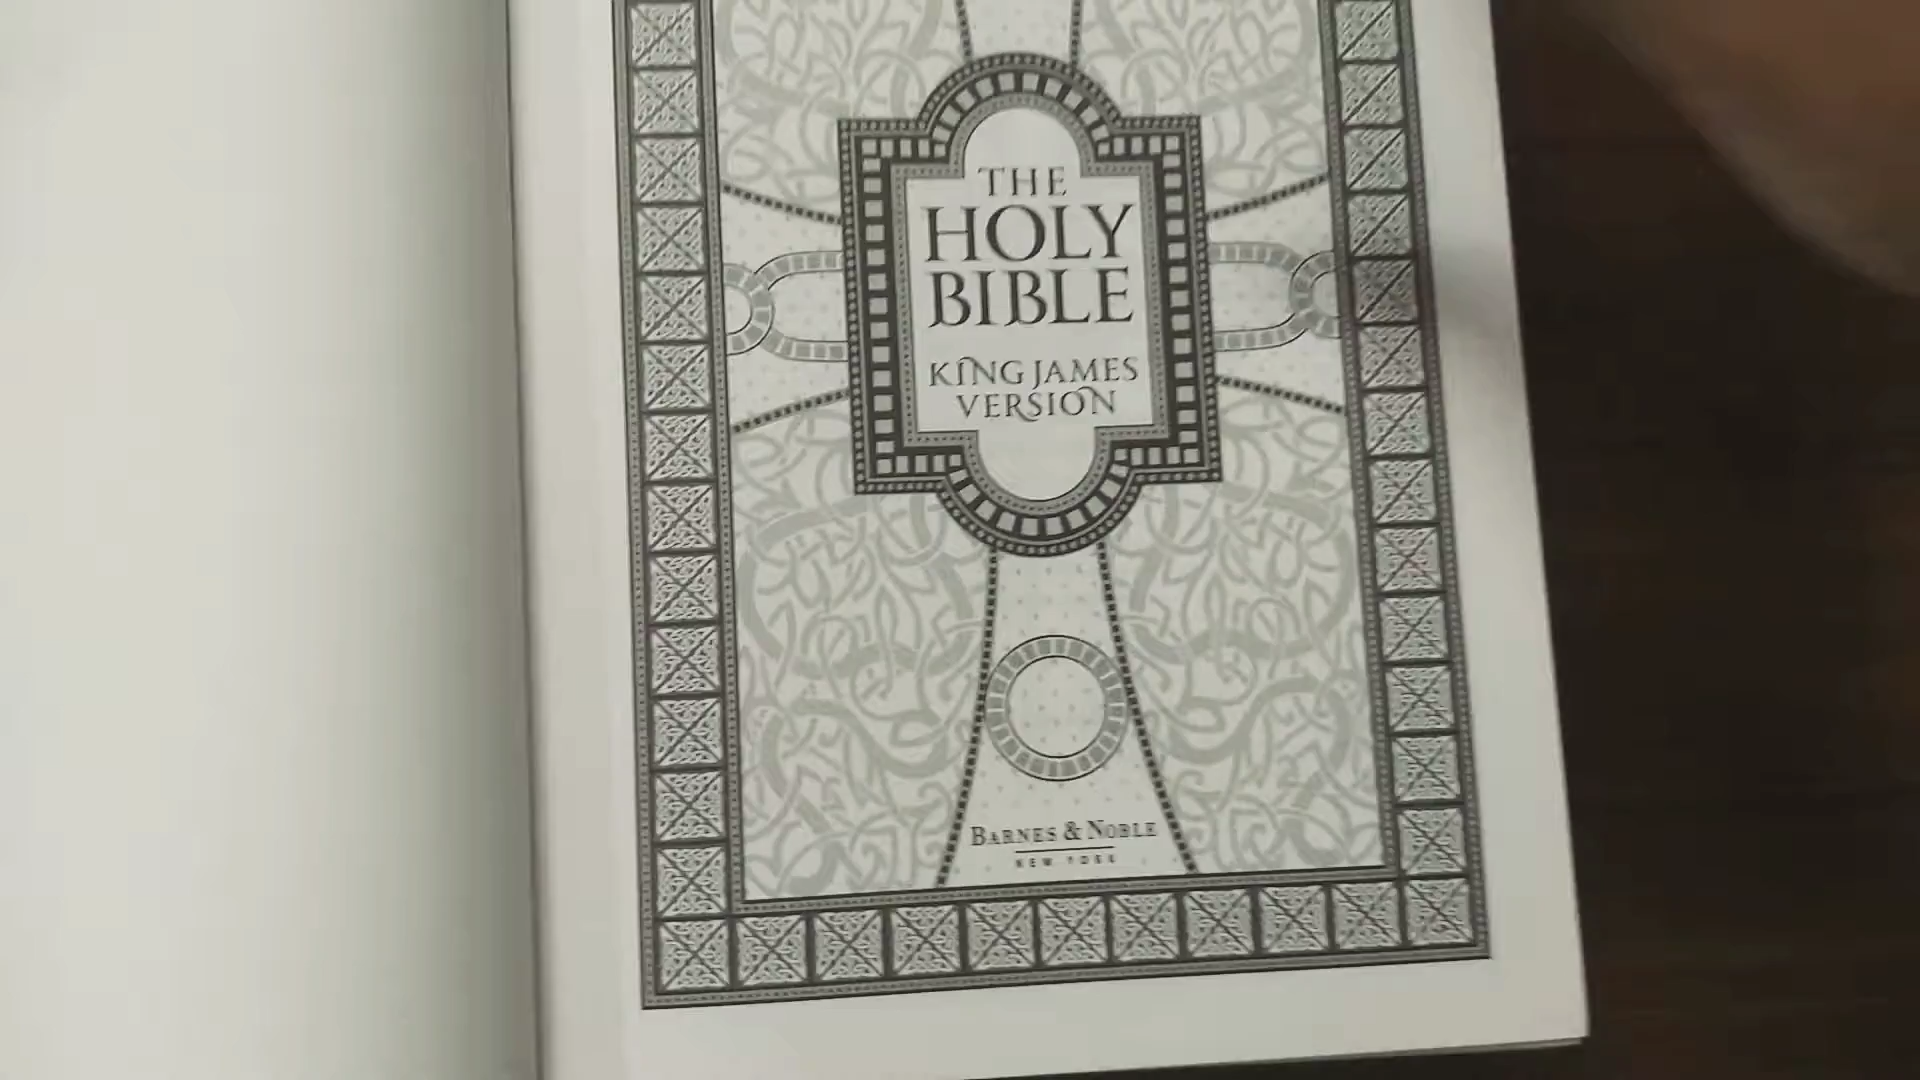 THE
HOLY
BIBLE
KING JAMES
VERSION
BARNES & NOBLE
NEW YORK